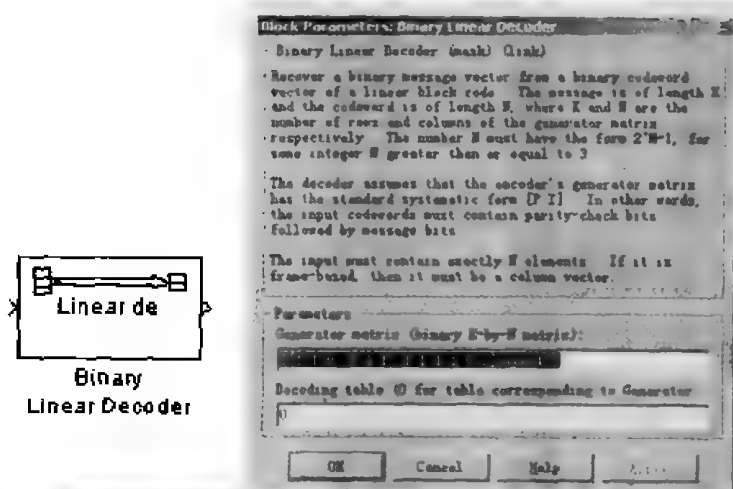 Block Parameters: Binary Linear Decoder
Binary Linear Decoder (mask) (link)
Recover a binary message vector from a binary codeword
vector of a linear block code The message is of length K
and the codeword is of length N, where K and N are the
number of rows and columns of the generator matrix
respectively The number N must have the form 2^M-1, for
some integer M greater than or equal to 3
The decoder assumes that the encoder's generator matrix
has the standard systematic form [P I] In other words,
the input codewords must contain parity-check bits
followed by message bits
The input must contain exactly N elements If it is
frame-based, then it must be a column vector.
Linear de
Binary
Linear Decoder
Parameters
Generator matrix (binary K-by-N matrix):
Decoding table for table corresponding to Generator
OK Cancel Help